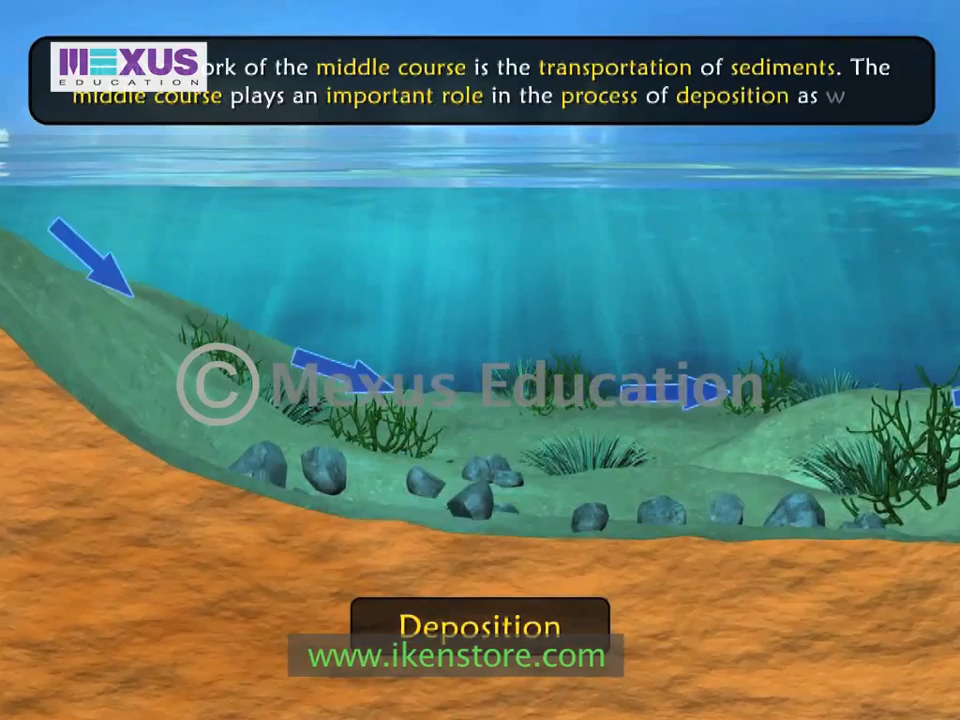 MEXUS
EDUCATION
ork of the middle course is the transportation of sediments. The
middle course plays an important role in the process of deposition as w
© Mexus Education
Deposition
www.ikenstore.com